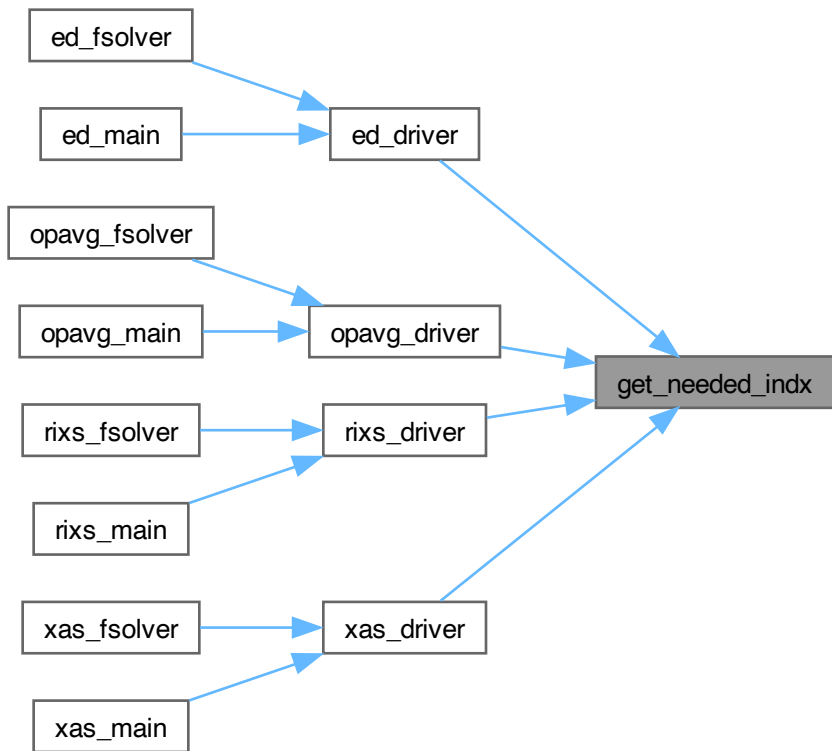 ed_fsolver
ed_main
ed_driver
opavg_fsolver
opavg_main
opavg_driver
get_needed_indx
rixs_fsolver
rixs_driver
rixs_main
xas_fsolver
xas_driver
xas_main